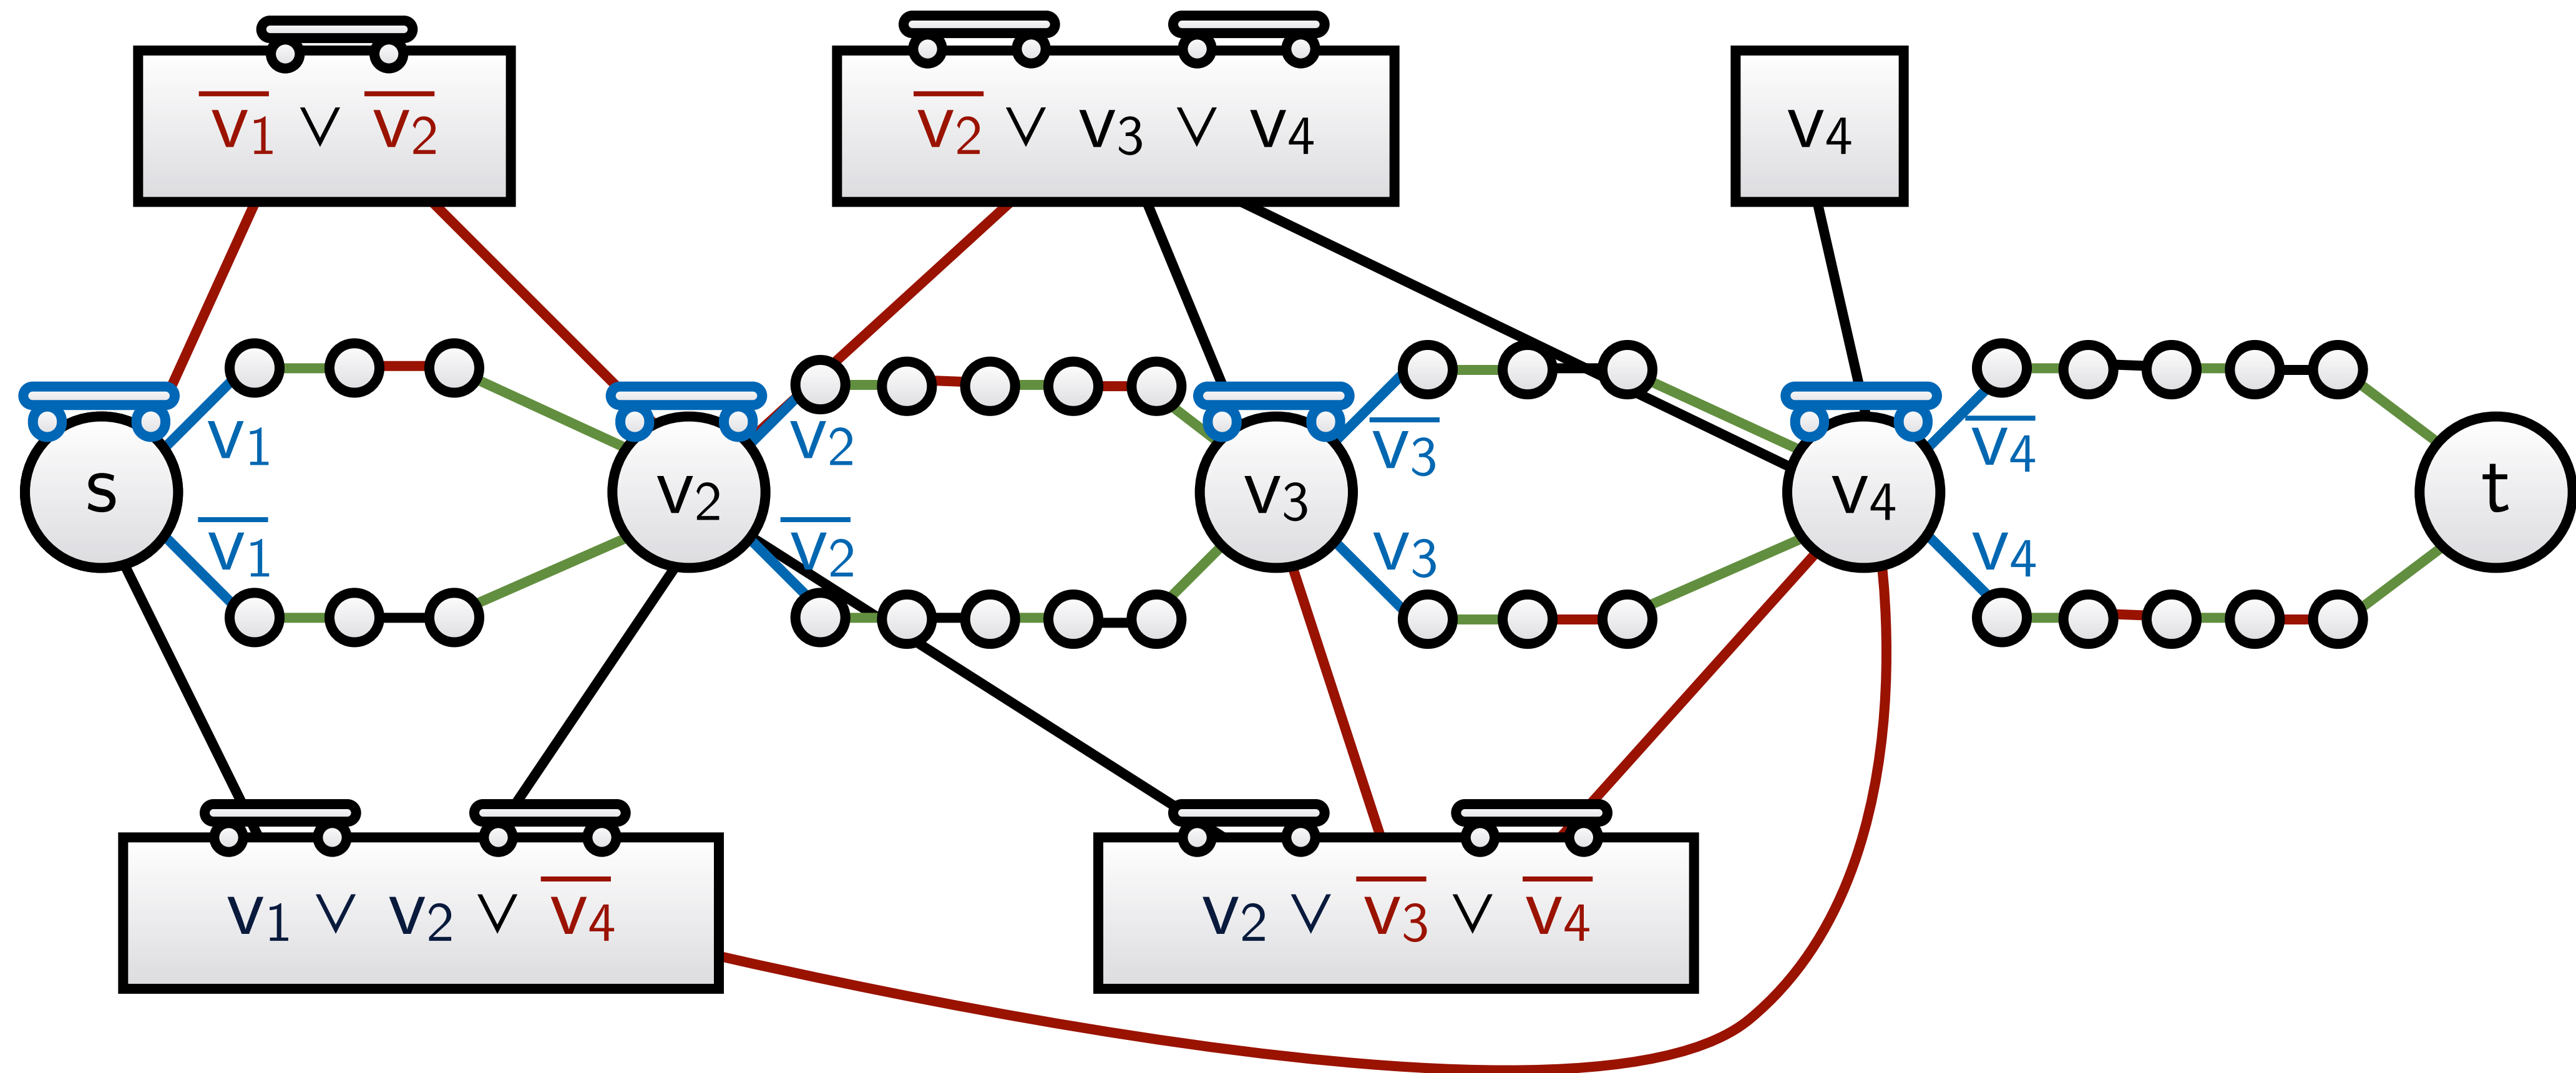 v̅₁ ∨ v̅₂
v̅₂ ∨ v₃ ∨ v₄
v₄
v₁
v₂
v̅₃
v̅₄
s
v₂
v₃
v₄
t
v̅₁
v̅₂
v₃
v₄
v₁ ∨ v₂ ∨ v̅₄
v₂ ∨ v̅₃ ∨ v̅₄